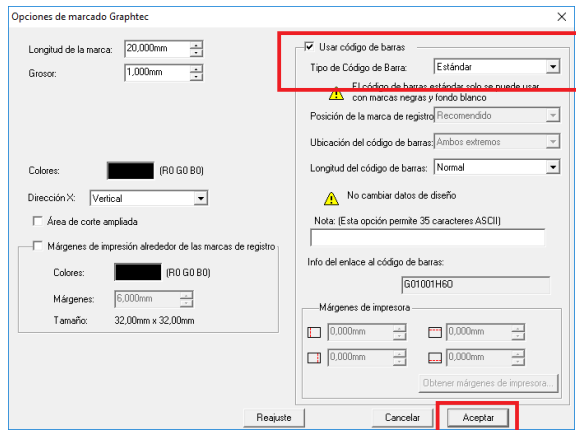 Opciones de marcado Graphtec
Longitud de la marca: 20,000mm
Grosor: 1,000mm
Colores: (R0 G0 B0)
Dirección X: Vertical
Área de corte ampliada
Márgenes de impresión alrededor de las marcas de registro
Colores: (R0 G0 B0)
Márgenes: 6,000mm
Tamaño: 32,00mm x 32,00mm
Usar código de barras
Tipo de Código de Barra: Estándar
El código de barras estándar solo se puede usar
con marcas negras y fondo blanco
Posición de la marca de registro Recomendido
Ubicación del código de barras: Ambos extremos
Longitud del código de barras: Normal
No cambiar datos de diseño
Nota: (Esta opción permite 35 caracteres ASCII)
Info del enlace al código de barras:
G01001H60
Márgenes de impresora
0,000mm 0,000mm
0,000mm 0,000mm
Obtener márgenes de impresora...
Reajuste Cancelar Aceptar